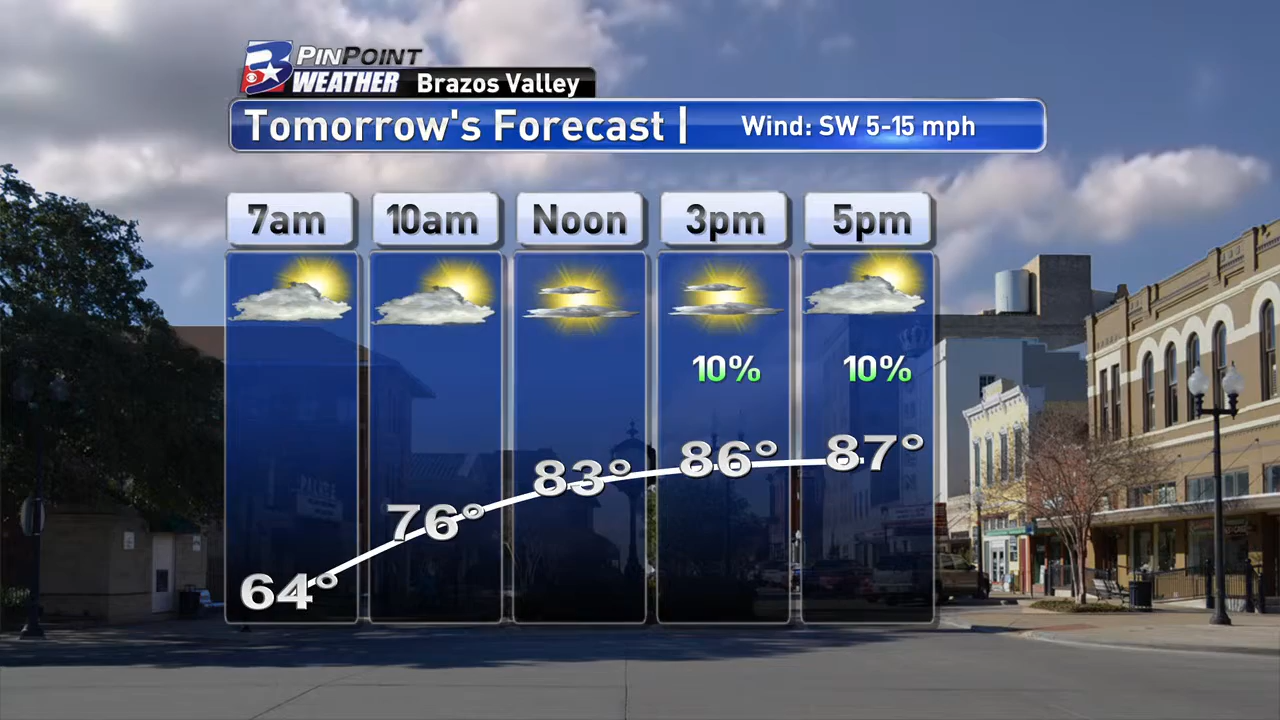 PINPOINT
WEATHER Brazos Valley
Tomorrow's Forecast | Wind: SW 5-15 mph
7am 10am Noon 3pm 5pm
10% 10%
64° 76° 83° 86° 87°